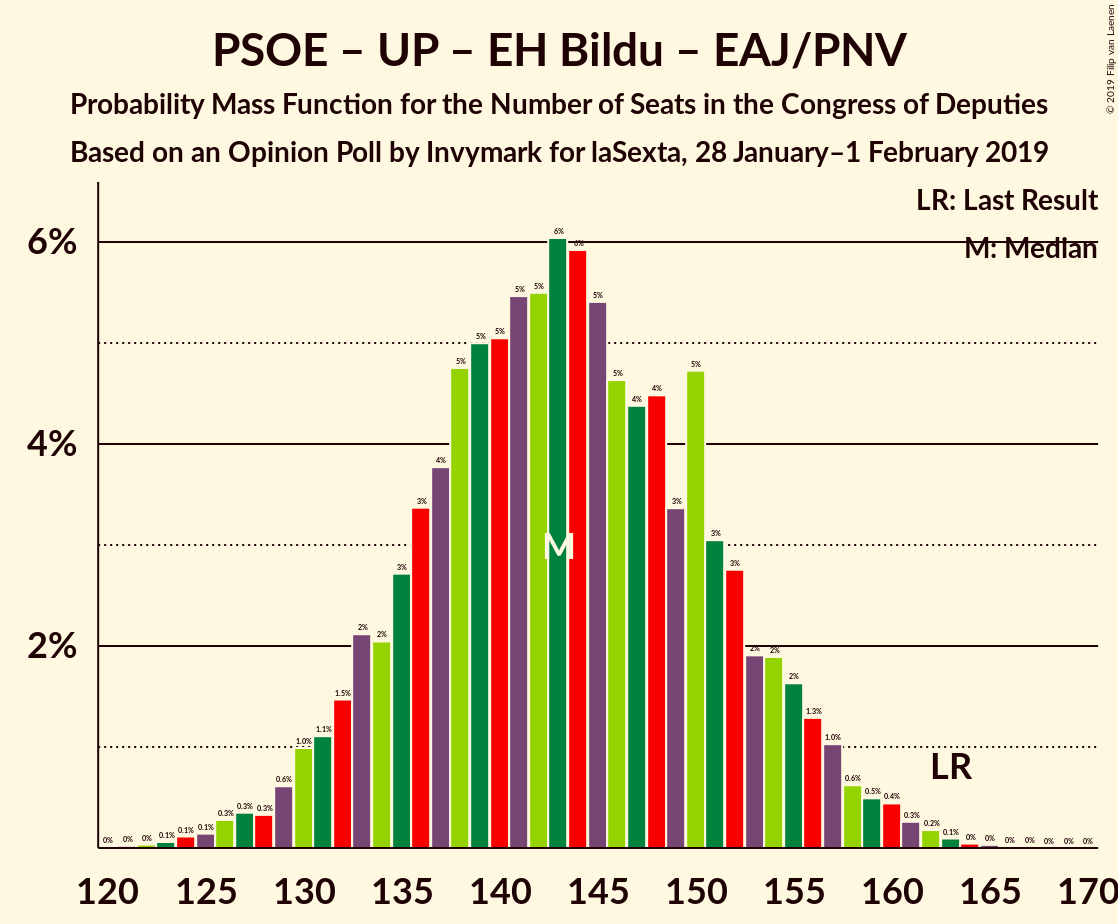 PSOE – UP – EH Bildu – EAJ/PNV
Probability Mass Function for the Number of Seats in the Congress of Deputies
Based on an Opinion Poll by Invymark for laSexta, 28 January–1 February 2019
© 2019 Filip van Laenen
LR: Last Result
M: Median
6%
4%
2%
0% 0% 0% 0.1% 0.1% 0.1% 0.3% 0.3% 0.3% 0.6% 1.0% 1.1% 1.5% 2% 2% 3% 3% 4% 5% 5% 5% 5% 5% 6% 6% 5% 5% 4% 4% 3% 5% 3% 3% 2% 2% 2% 1.3% 1.0% 0.6% 0.5% 0.4% 0.3% 0.2% 0.1% 0% 0% 0% 0% 0% 0% 0%
M
LR
120 125 130 135 140 145 150 155 160 165 170